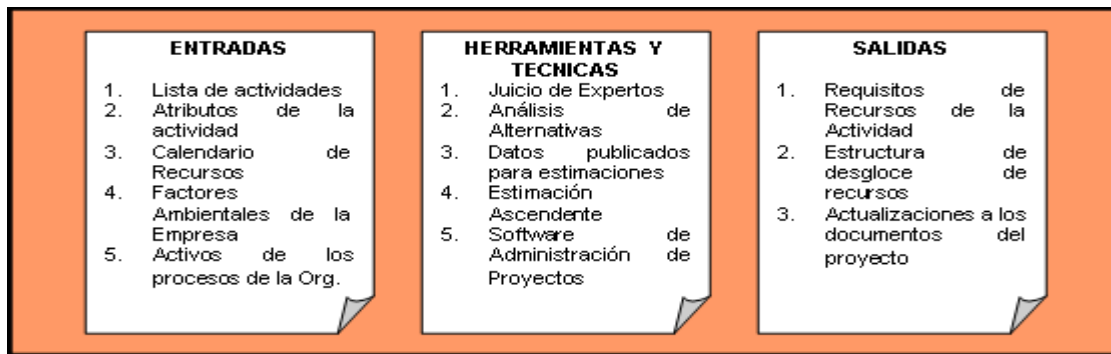 ENTRADAS
1. Lista de actividades
2. Atributos de la
actividad
3. Calendario de
Recursos
4. Factores
Ambientales de la
Empresa
5. Activos de los
procesos de la Org.
HERRAMIENTAS Y
TECNICAS
1. Juicio de Expertos
2. Análisis de
Alternativas
3. Datos publicados
para estimaciones
4. Estimación
Ascendente
5. Software de
Administración de
Proyectos
SALIDAS
1. Requisitos de
Recursos de la
Actividad
2. Estructura de
desgloce de
recursos
3. Actualizaciones a los
documentos del
proyecto